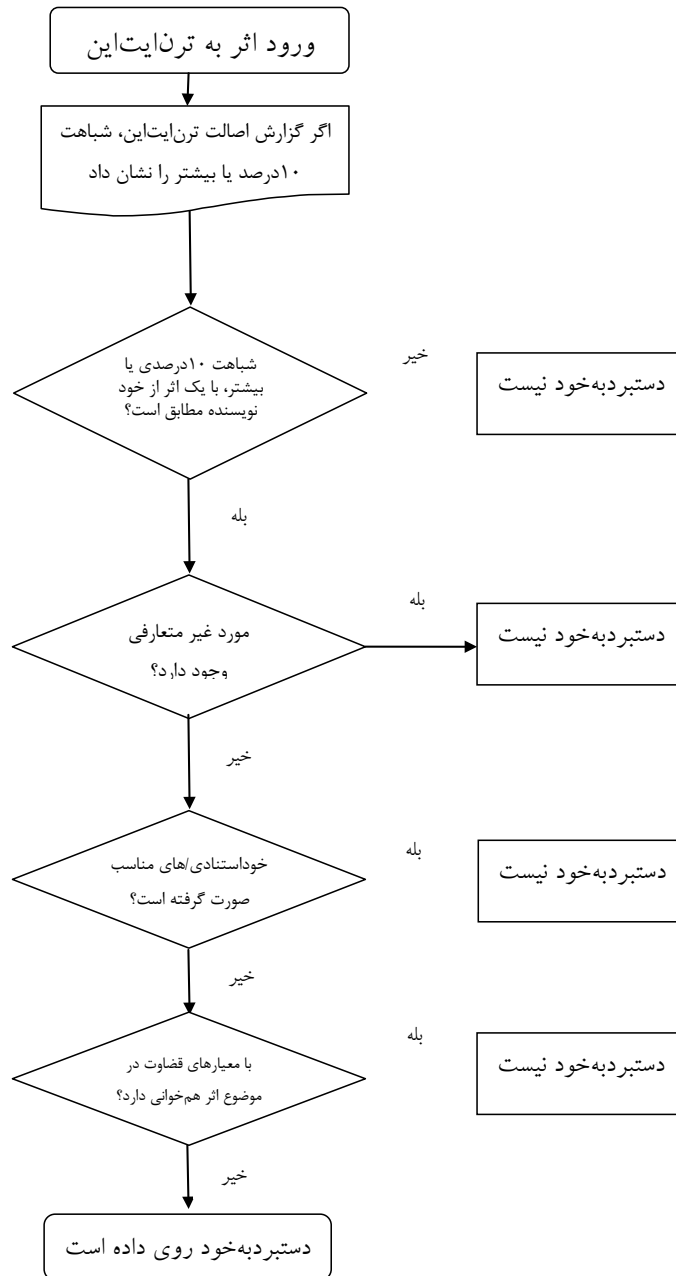 ورود اثر به ترن‌ایت‌این
اگر گزارش اصالت ترن‌ایت‌این، شباهت
۱۰درصد یا بیشتر را نشان داد
شباهت ۱۰درصدی یا
بیشتر، با یک اثر از خود
نویسنده مطابق است؟
خیر
دستبردبه‌خود نیست
بله
مورد غیر متعارفی
وجود دارد؟
بله
دستبردبه‌خود نیست
خیر
خوداستنادی/های مناسب
صورت گرفته است؟
بله
دستبردبه‌خود نیست
خیر
با معیارهای قضاوت در
موضوع اثر هم‌خوانی دارد؟
بله
دستبردبه‌خود نیست
خیر
دستبردبه‌خود روی داده است